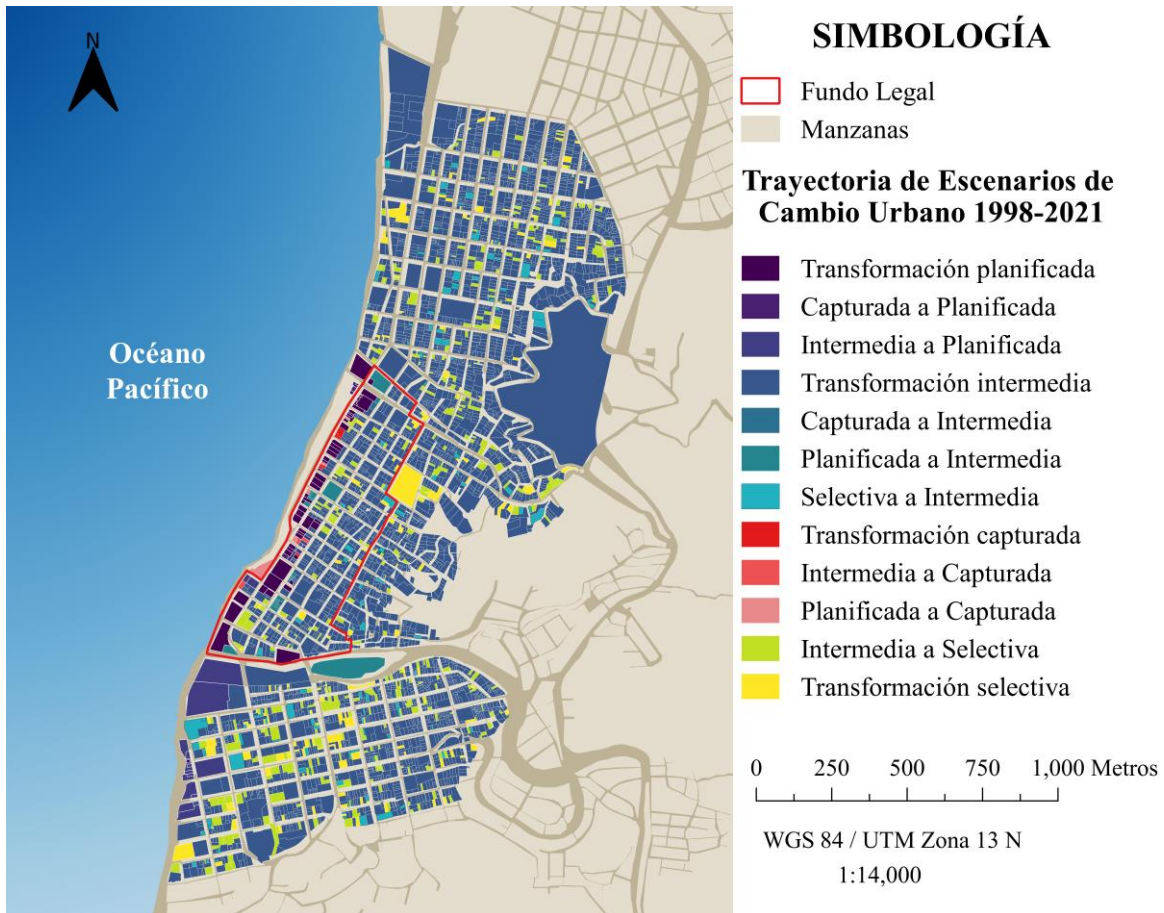 N
Océano
Pacífico
SIMBOLOGÍA
Fundo Legal
Manzanas
Trayectoria de Escenarios de
Cambio Urbano 1998-2021
Transformación planificada
Capturada a Planificada
Intermedia a Planificada
Transformación intermedia
Capturada a Intermedia
Planificada a Intermedia
Selectiva a Intermedia
Transformación capturada
Intermedia a Capturada
Planificada a Capturada
Intermedia a Selectiva
Transformación selectiva
0 250 500 750 1,000 Metros
WGS 84 / UTM Zona 13 N
1:14,000